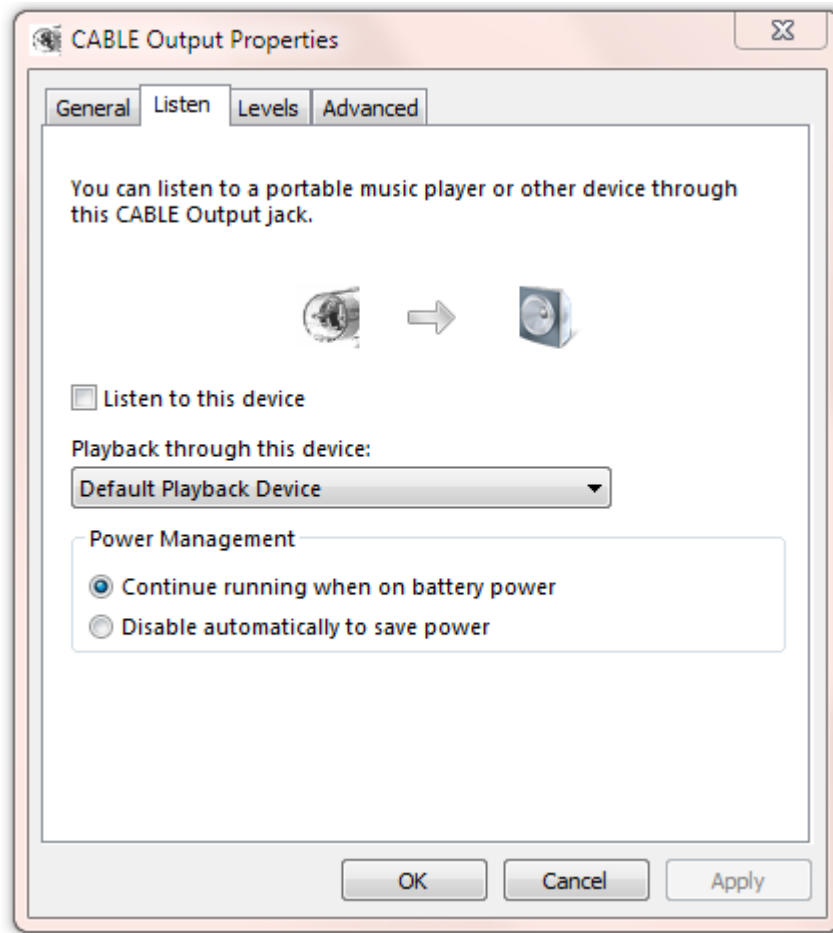 CABLE Output Properties
General Listen Levels Advanced
You can listen to a portable music player or other device through
this CABLE Output jack.
Listen to this device
Playback through this device:
Default Playback Device
Power Management
Continue running when on battery power
Disable automatically to save power
OK Cancel Apply